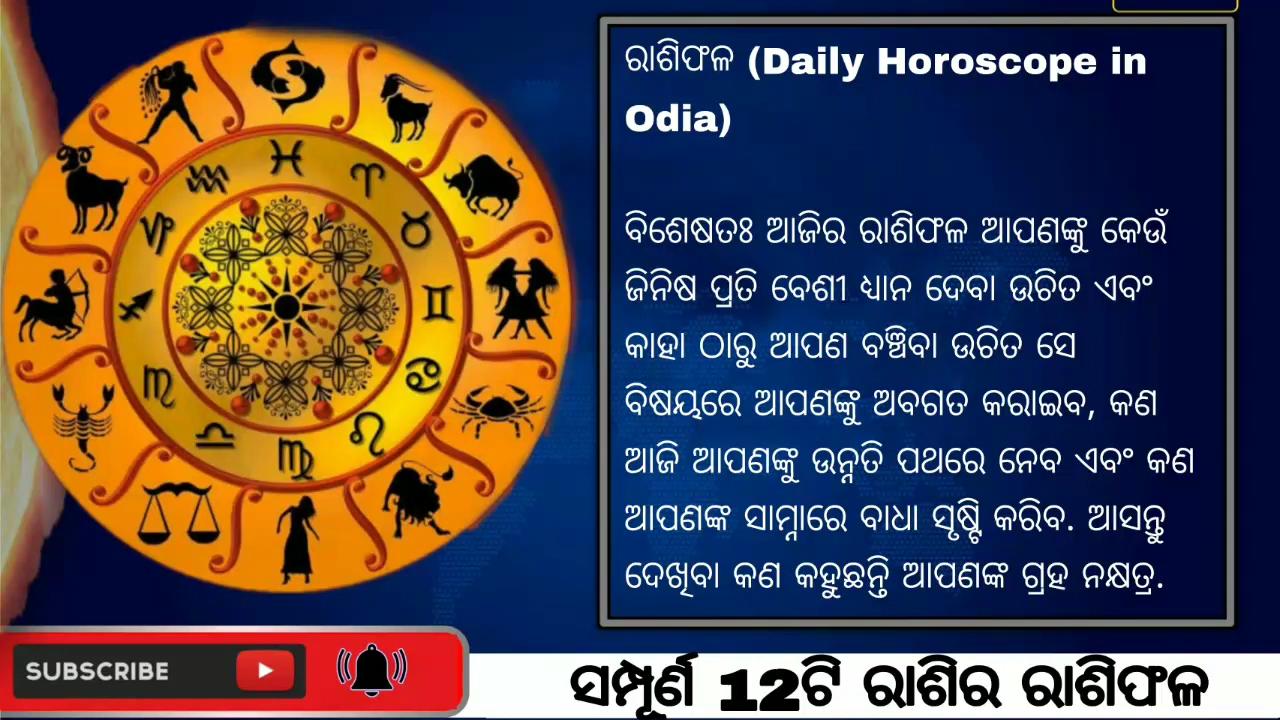 ରାଶିଫଳ (Daily Horoscope in
Odia)
ବିଶେଷତଃ ଆଜିର ରାଶିଫଳ ଆପଣଙ୍କୁ କେଉଁ
ଜିନିଷ ପ୍ରତି ବେଶୀ ଧ୍ୟାନ ଦେବା ଉଚିତ ଏବଂ
କାହା ଠାରୁ ଆପଣ ବଞ୍ଚିବା ଉଚିତ ସେ
ବିଷୟରେ ଆପଣଙ୍କୁ ଅବଗତ କରାଇବ, କଣ
ଆଜି ଆପଣଙ୍କୁ ଉନ୍ନତି ପଥରେ ନେବ ଏବଂ କଣ
ଆପଣଙ୍କ ସାମ୍ନାରେ ବାଧା ସୃଷ୍ଟି କରିବ. ଆସନ୍ତୁ
ଦେଖିବା କଣ କହୁଛନ୍ତି ଆପଣଙ୍କ ଗ୍ରହ ନକ୍ଷତ୍ର.
SUBSCRIBE
ସମ୍ପୂର୍ଣ 12ଟି ରାଶିର ରାଶିଫଳ